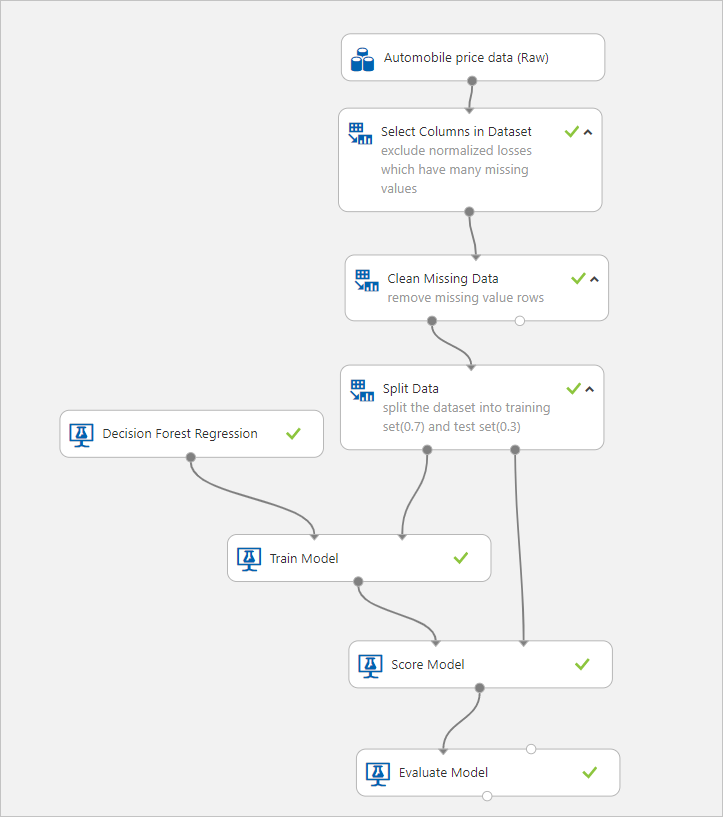 Automobile price data (Raw)
Select Columns in Dataset
exclude normalized losses
which have many missing
values
Clean Missing Data
remove missing value rows
Split Data
split the dataset into training
set(0.7) and test set(0.3)
Decision Forest Regression
Train Model
Score Model
Evaluate Model